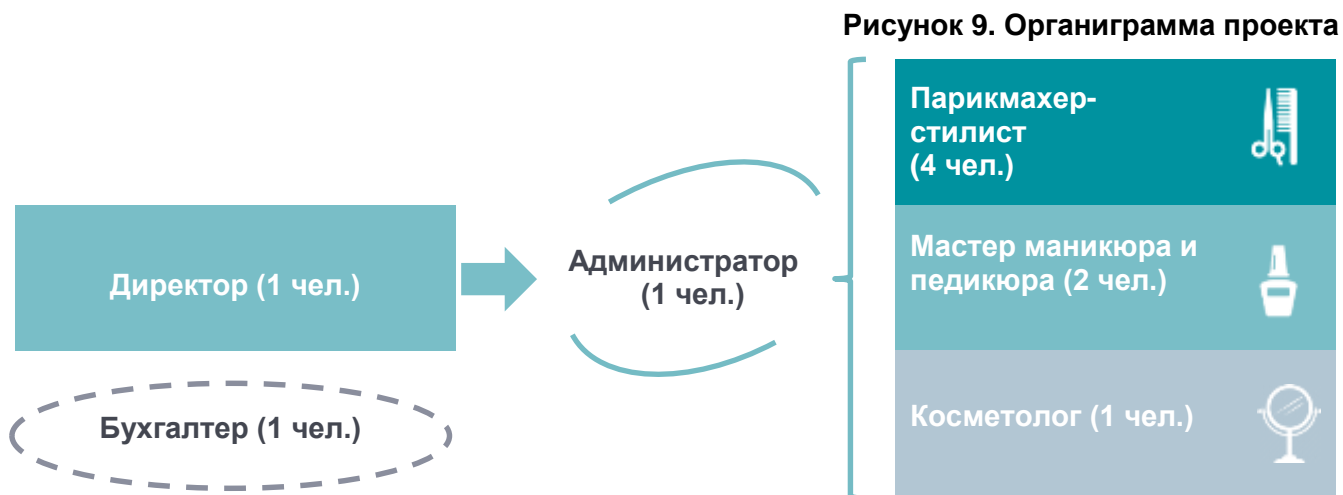 Рисунок 9. Органиграмма проекта
Директор (1 чел.)
Бухгалтер (1 чел.)
Администратор
(1 чел.)
Парикмахер-
стилист
(4 чел.)
Мастер маникюра и
педикюра (2 чел.)
Косметолог (1 чел.)